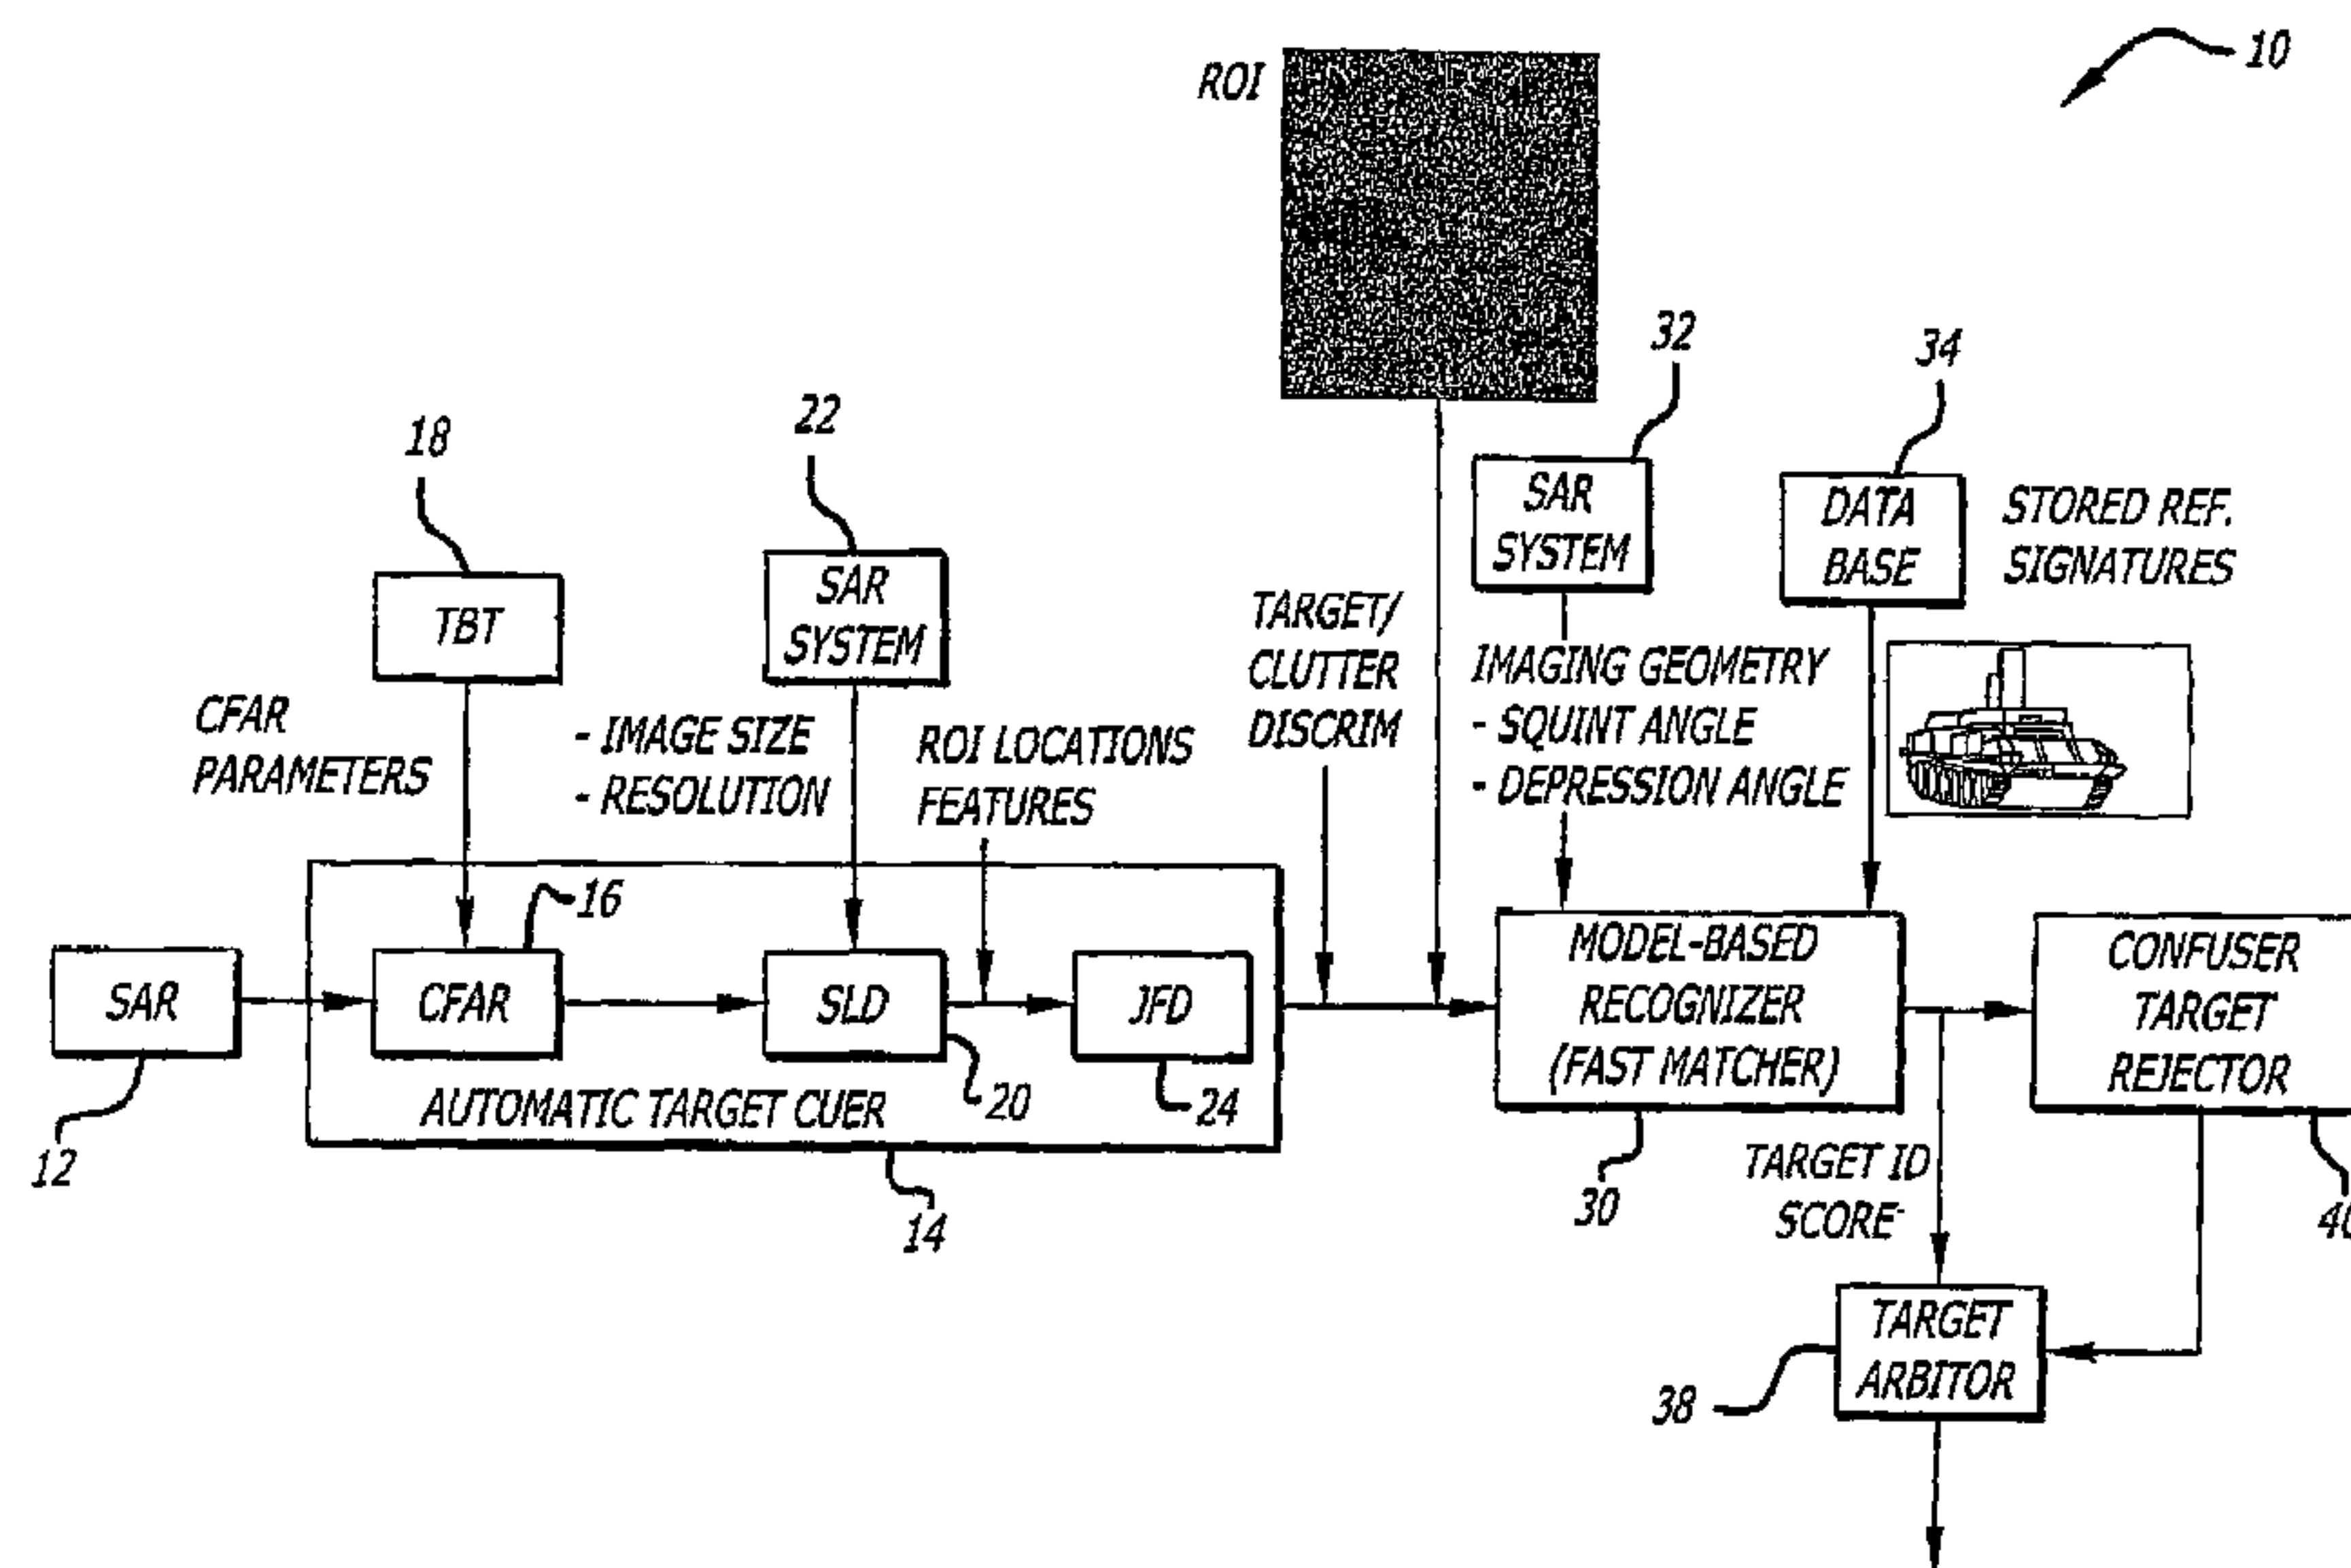 10
ROI
32
34
SAR
SYSTEM
DATA
BASE
STORED REF.
SIGNATURES
18
22
TBT
SAR
SYSTEM
CFAR
PARAMETERS
- IMAGE SIZE
- RESOLUTION
ROI LOCATIONS
FEATURES
TARGET/
CLUTTER
DISCRIM
IMAGING GEOMETRY
- SQUINT ANGLE
- DEPRESSION ANGLE
16
SAR
CFAR
SLD
JFD
AUTOMATIC TARGET CUER
12
20
24
14
MODEL-BASED
RECOGNIZER
(FAST MATCHER)
30
CONFUSER
TARGET
REJECTOR
TARGET ID
SCORE
TARGET
ARBITOR
38